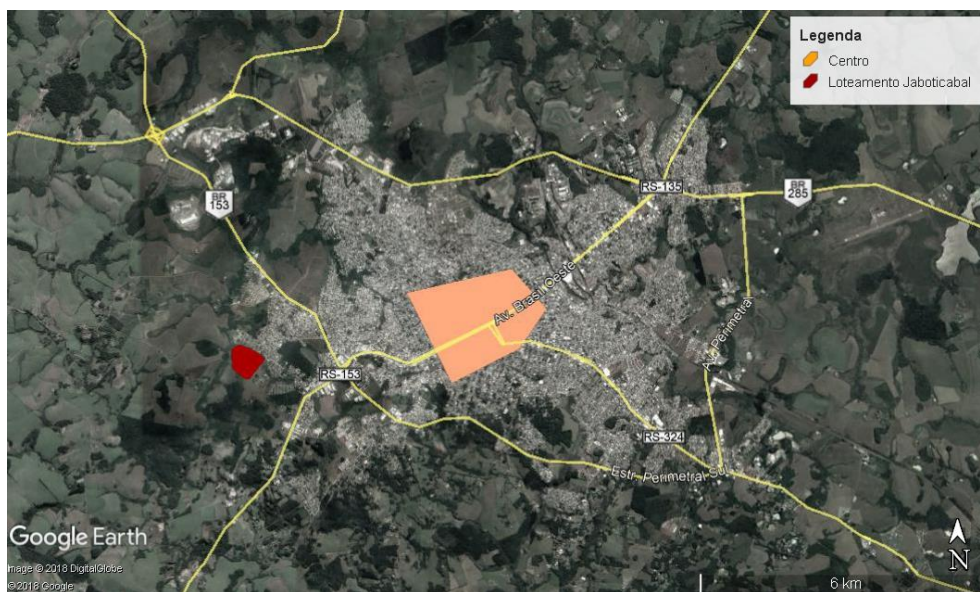 Legenda
Centro
Loteamento Jaboticabal
BR
153
RS-135
BR
285
Av. Brasil Oeste
Av. Perimetral
RS-153
RS-324
Estr. Perimetral Sul
Google Earth
Image © 2018 DigitalGlobe
© 2018 Google
6 km
N